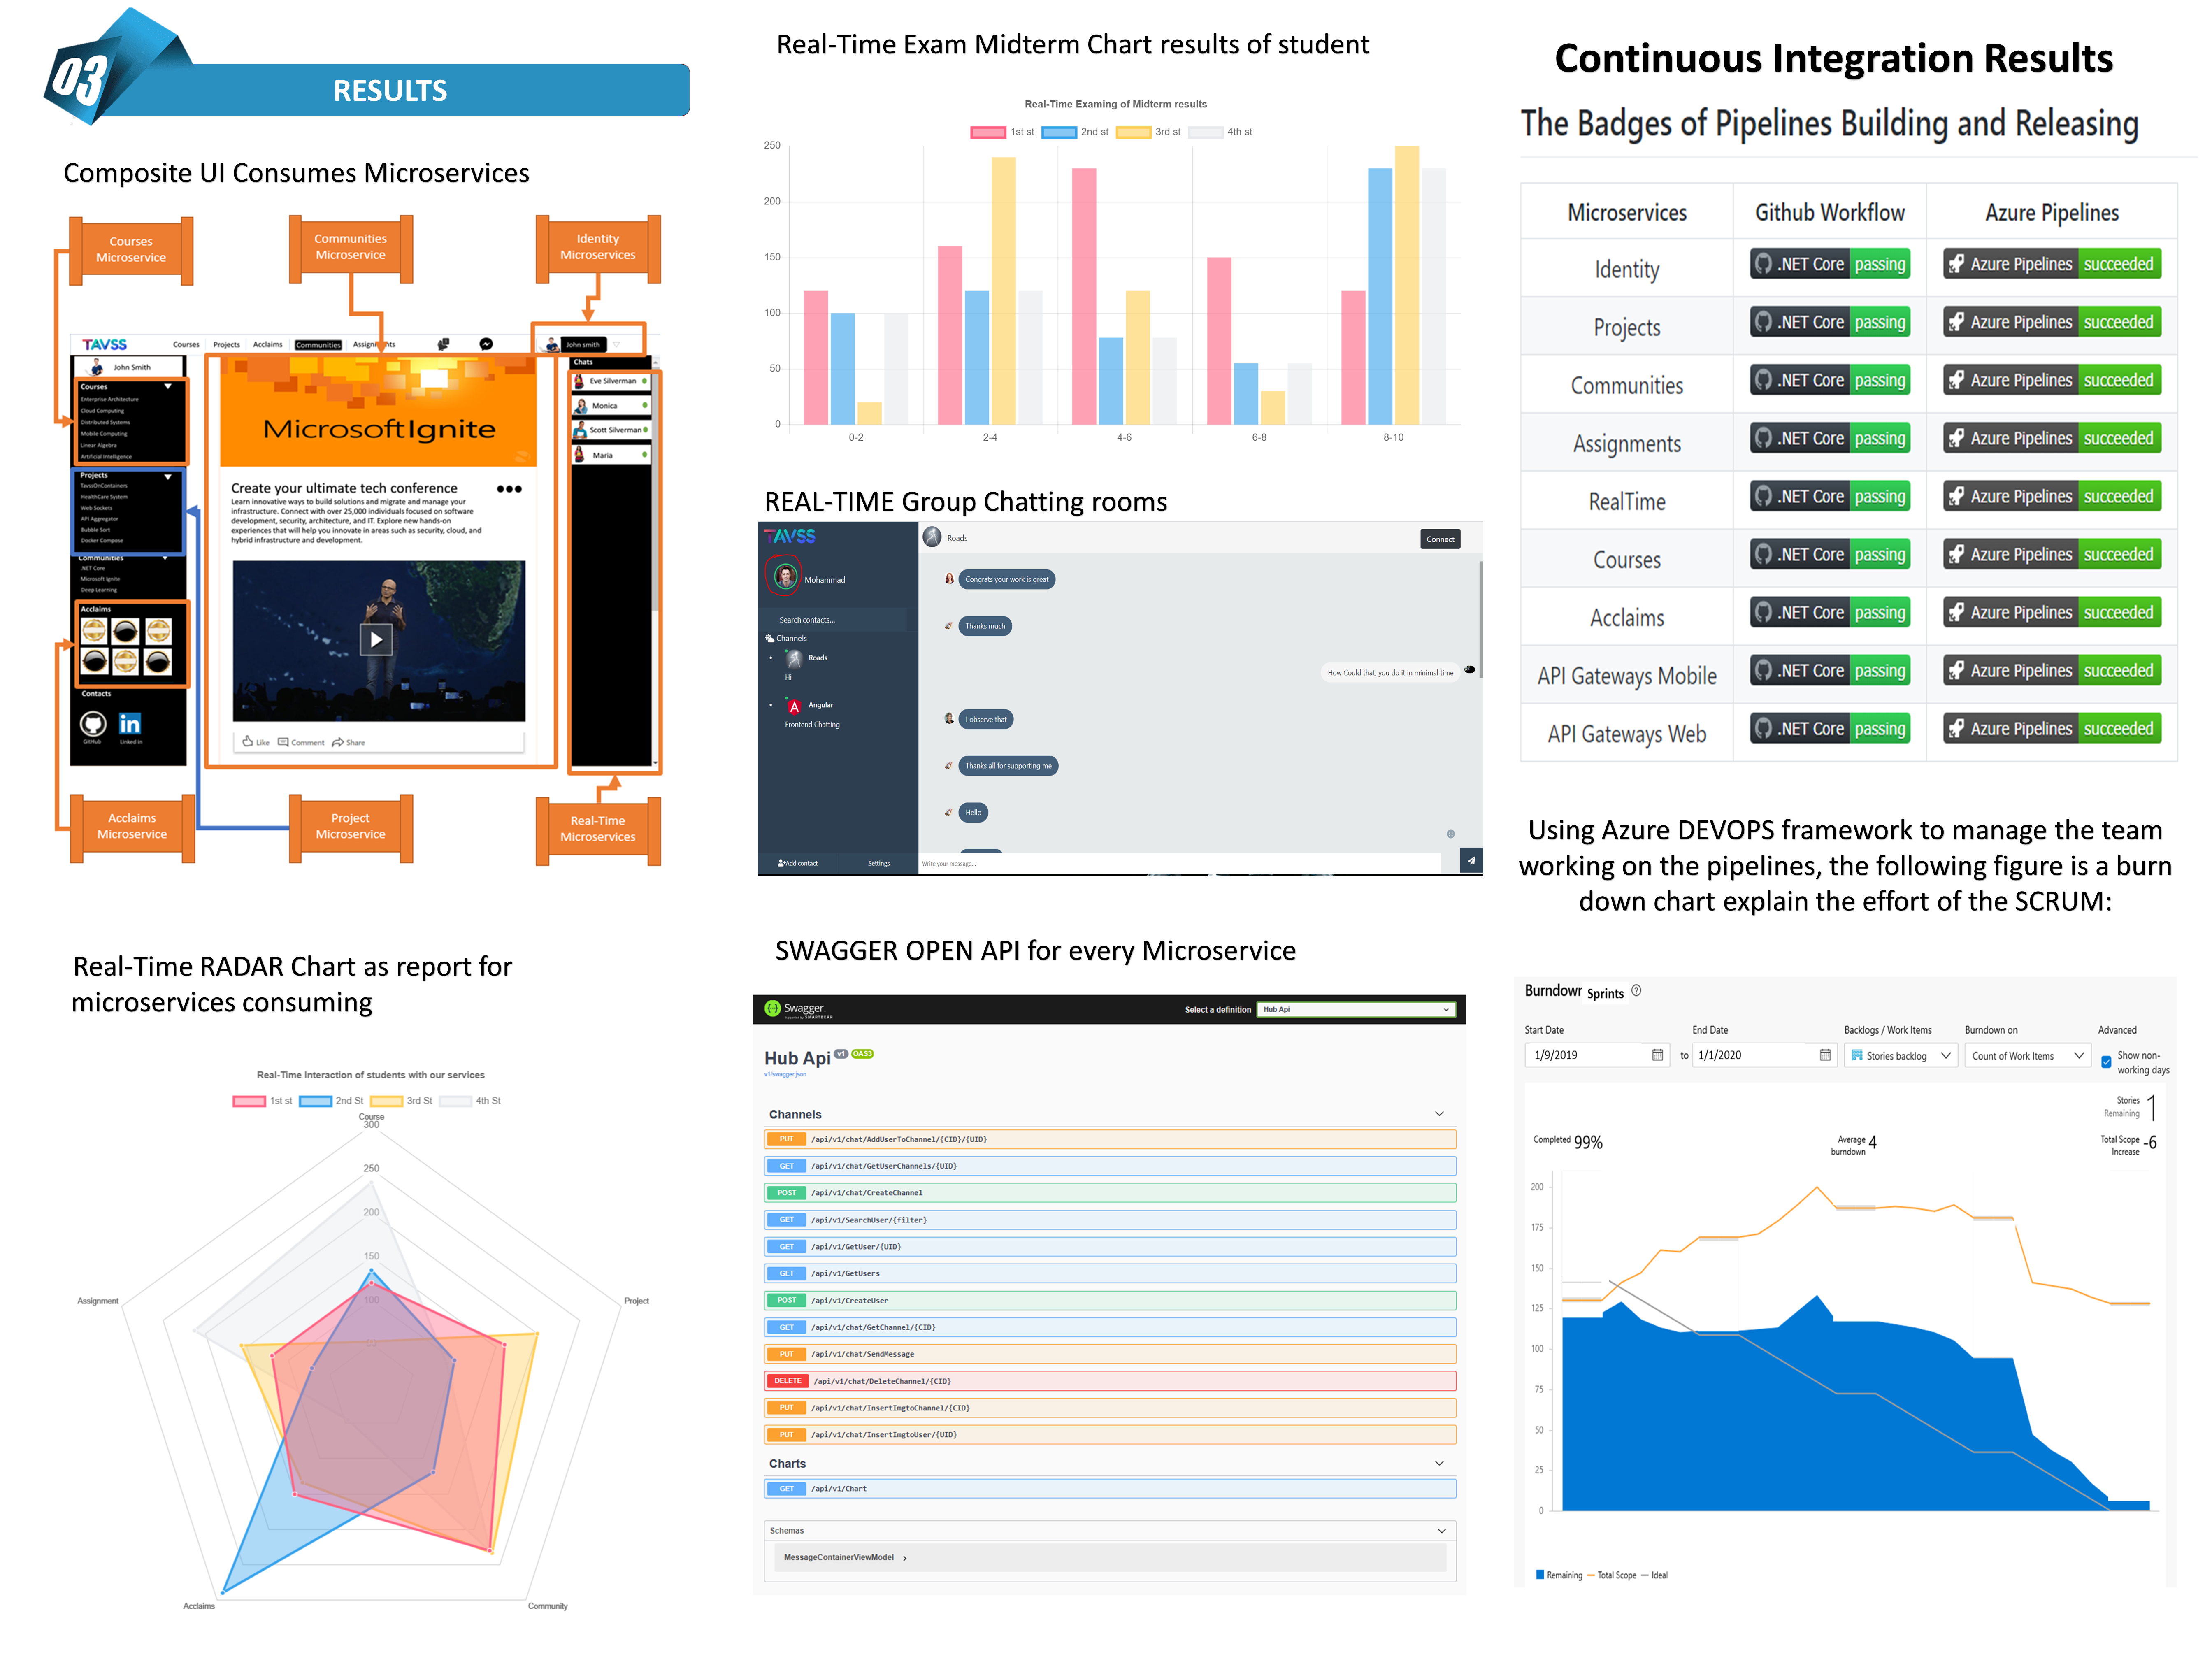 03
RESULTS
Composite UI Consumes Microservices
Courses
Microservice
Communities
Microservice
Identity
Microservices
TAVSS
Courses
Projects
Acclaims
Communities
John smith
John Smith
Courses
Enterprise Architecture
Cloud Computing
Distributed Systems
Mobile Computing
Linear Algebra
Artificial Intelligence
Projects
TavssOnContainers
HealthCare System
Web Sockets
API Aggregator
Bubble Sort
Docker Compose
Communities
.NET Core
Microsoft Ignite
Deep Learning
Acclaims
Contacts
GitHub
Linked in
MicrosoftIgnite
Create your ultimate tech conference
Learn innovative ways to build solutions and migrate and manage your
infrastructure. Connect with over 25,000 individuals focused on software
development, security, architecture, and IT. Explore new hands-on
experiences that will help you innovate in areas such as security, cloud, and
hybrid infrastructure and development.
Like
Comment
Share
Chats
Eve Silverman
Monica
Scott Silverman
Maria
Acclaims
Microservice
Project
Microservice
Real-Time
Microservices
Real-Time RADAR Chart as report for
microservices consuming
Real-Time Interaction of students with our services
1st st
2nd St
3rd St
4th St
Course
300
250
200
150
100
50
Assignment
Project
Acclaims
Community
Real-Time Exam Midterm Chart results of student
Real-Time Examing of Midterm results
1st st
2nd st
3rd st
4th st
250
200
150
100
50
0
0-2
2-4
4-6
6-8
8-10
REAL-TIME Group Chatting rooms
TAVSS
Mohammad
Search contacts...
Channels
Roads
Hi
Angular
Frontend Chatting
Add contact
Settings
Roads
Connect
Congrats your work is great
Thanks much
How Could that, you do it in minimal time
I observe that
Thanks all for supporting me
Hello
Write your message...
SWAGGER OPEN API for every Microservice
Swagger
Supported by SMARTBEAR
Select a definition
Hub Api
Hub Api v1 OAS3
v1/swagger.json
Channels
PUT /api/v1/chat/AddUserToChannel/{CID}/{UID}
GET /api/v1/chat/GetUserChannels/{UID}
POST /api/v1/chat/CreateChannel
GET /api/v1/SearchUser/{filter}
GET /api/v1/GetUser/{UID}
GET /api/v1/GetUsers
POST /api/v1/CreateUser
GET /api/v1/chat/GetChannel/{CID}
PUT /api/v1/chat/SendMessage
DELETE /api/v1/chat/DeleteChannel/{CID}
PUT /api/v1/chat/InsertImgtoChannel/{CID}
PUT /api/v1/chat/InsertImgtoUser/{UID}
Charts
GET /api/v1/Chart
Schemas
MessageContainerViewModel
Continuous Integration Results
The Badges of Pipelines Building and Releasing
Microservices Github Workflow Azure Pipelines
Identity .NET Core passing Azure Pipelines succeeded
Projects .NET Core passing Azure Pipelines succeeded
Communities .NET Core passing Azure Pipelines succeeded
Assignments .NET Core passing Azure Pipelines succeeded
RealTime .NET Core passing Azure Pipelines succeeded
Courses .NET Core passing Azure Pipelines succeeded
Acclaims .NET Core passing Azure Pipelines succeeded
API Gateways Mobile .NET Core passing Azure Pipelines succeeded
API Gateways Web .NET Core passing Azure Pipelines succeeded
Using Azure DEVOPS framework to manage the team
working on the pipelines, the following figure is a burn
down chart explain the effort of the SCRUM:
Burndowr Sprints
Start Date
1/9/2019
to
End Date
1/1/2020
Backlogs / Work Items
Stories backlog
Burndown on
Count of Work Items
Advanced
Show non-
working days
Stories
Remaining
1
Completed 99%
Average
burndown
4
Total Scope
Increase
-6
200
175
150
125
100
75
50
25
0
Remaining
Total Scope
Ideal